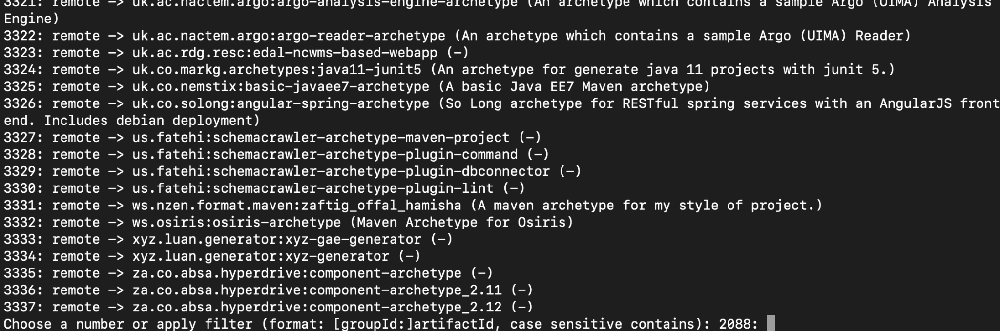 3321: remote -> uk.ac.nactem.argo:argo-analysis-engine-archetype (An archetype which contains a sample Argo (UIMA) Analysis
Engine)
3322: remote -> uk.ac.nactem.argo:argo-reader-archetype (An archetype which contains a sample Argo (UIMA) Reader)
3323: remote -> uk.ac.rdg.resc:edal-ncwms-based-webapp (-)
3324: remote -> uk.co.markg.archetypes:java11-junit5 (An archetype for generate java 11 projects with junit 5.)
3325: remote -> uk.co.nemstix:basic-javaee7-archetype (A basic Java EE7 Maven archetype)
3326: remote -> uk.co.solong:angular-spring-archetype (So Long archetype for RESTful spring services with an AngularJS front
end. Includes debian deployment)
3327: remote -> us.fatehi:schemacrawler-archetype-maven-project (-)
3328: remote -> us.fatehi:schemacrawler-archetype-plugin-command (-)
3329: remote -> us.fatehi:schemacrawler-archetype-plugin-dbconnector (-)
3330: remote -> us.fatehi:schemacrawler-archetype-plugin-lint (-)
3331: remote -> ws.nzen.format.maven:zaftig_offal_hamisha (A maven archetype for my style of project.)
3332: remote -> ws.osiris:osiris-archetype (Maven Archetype for Osiris)
3333: remote -> xyz.luan.generator:xyz-gae-generator (-)
3334: remote -> xyz.luan.generator:xyz-generator (-)
3335: remote -> za.co.absa.hyperdrive:component-archetype (-)
3336: remote -> za.co.absa.hyperdrive:component-archetype_2.11 (-)
3337: remote -> za.co.absa.hyperdrive:component-archetype_2.12 (-)
Choose a number or apply filter (format: [groupId:]artifactId, case sensitive contains): 2088: